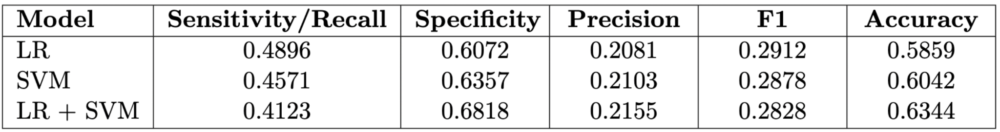 Model Sensitivity/Recall Specificity Precision F1 Accuracy
LR 0.4896 0.6072 0.2081 0.2912 0.5859
SVM 0.4571 0.6357 0.2103 0.2878 0.6042
LR + SVM 0.4123 0.6818 0.2155 0.2828 0.6344